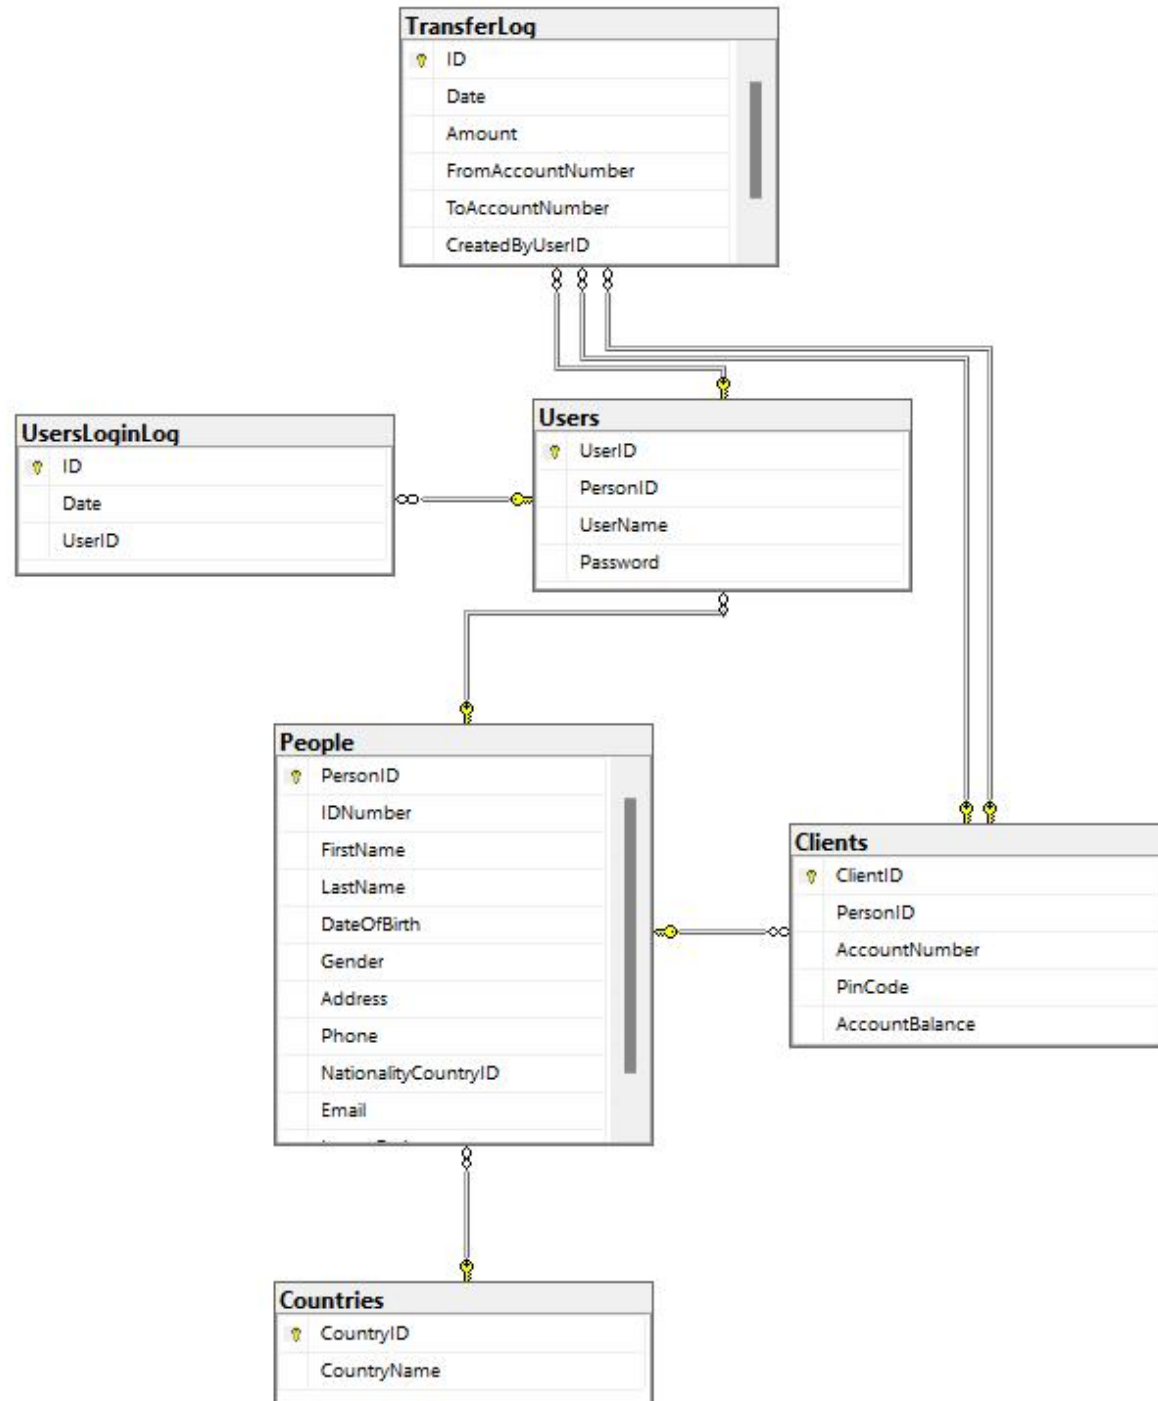 TransferLog
ID
Date
Amount
FromAccountNumber
ToAccountNumber
CreatedByUserID
UsersLoginLog
ID
Date
UserID
Users
UserID
PersonID
UserName
Password
People
PersonID
IDNumber
FirstName
LastName
DateOfBirth
Gender
Address
Phone
NationalityCountryID
Email
Clients
ClientID
PersonID
AccountNumber
PinCode
AccountBalance
Countries
CountryID
CountryName